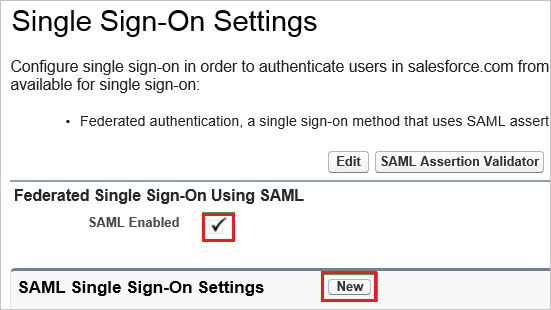 Single Sign-On Settings
Configure single sign-on in order to authenticate users in salesforce.com from
available for single sign-on:
• Federated authentication, a single sign-on method that uses SAML assert
Edit SAML Assertion Validator
Federated Single Sign-On Using SAML
SAML Enabled
SAML Single Sign-On Settings New